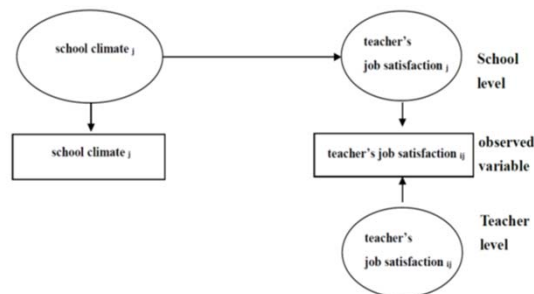 school climate j
teacher's
job satisfaction j
School
level
school climate j
teacher's job satisfaction ij
observed
variable
teacher's
job satisfaction ij
Teacher
level